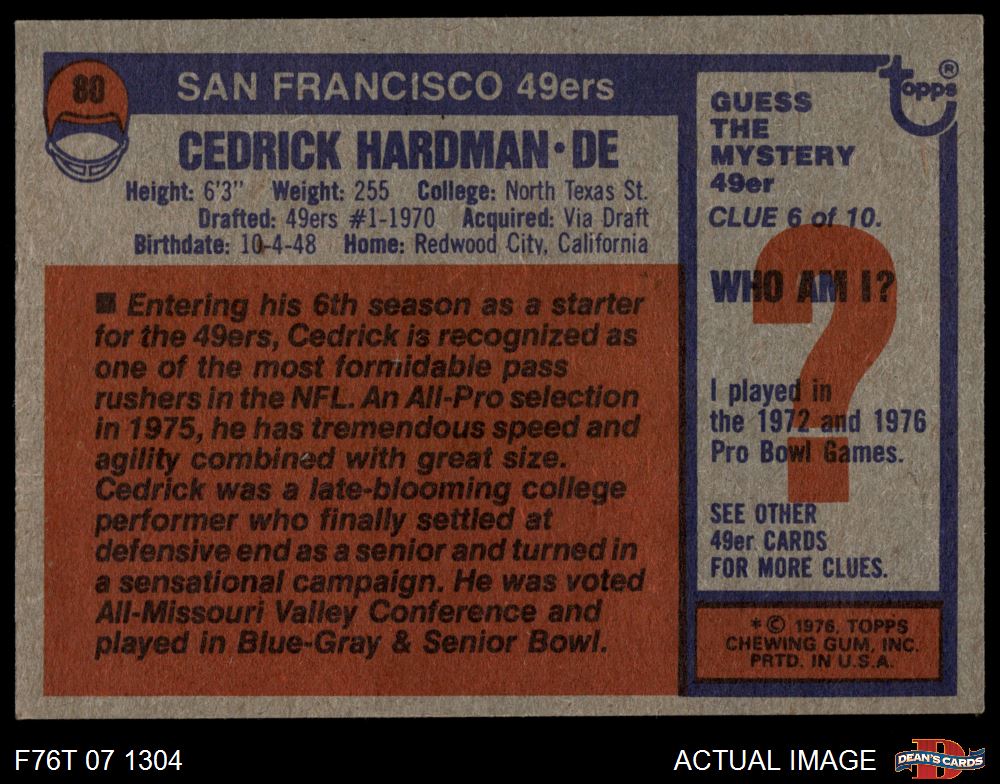 80
SAN FRANCISCO 49ers
CEDRICK HARDMAN • DE
Height: 6'3" Weight: 255 College: North Texas St.
Drafted: 49ers #1-1970 Acquired: Via Draft
Birthdate: 10-4-48 Home: Redwood City, California
■ Entering his 6th season as a starter
for the 49ers, Cedrick is recognized as
one of the most formidable pass
rushers in the NFL. An All-Pro selection
in 1975, he has tremendous speed and
agility combined with great size.
Cedrick was a late-blooming college
performer who finally settled at
defensive end as a senior and turned in
a sensational campaign. He was voted
All-Missouri Valley Conference and
played in Blue-Gray & Senior Bowl.
topps®
GUESS
THE
MYSTERY
49er
CLUE 6 of 10.
?
WHO AM I?
I played in
the 1972 and 1976
Pro Bowl Games.
SEE OTHER
49er CARDS
FOR MORE CLUES.
* © 1976, TOPPS
CHEWING GUM, INC.
PRTD. IN U.S.A.
F76T 07 1304
ACTUAL IMAGE
D
DEAN'S CARDS